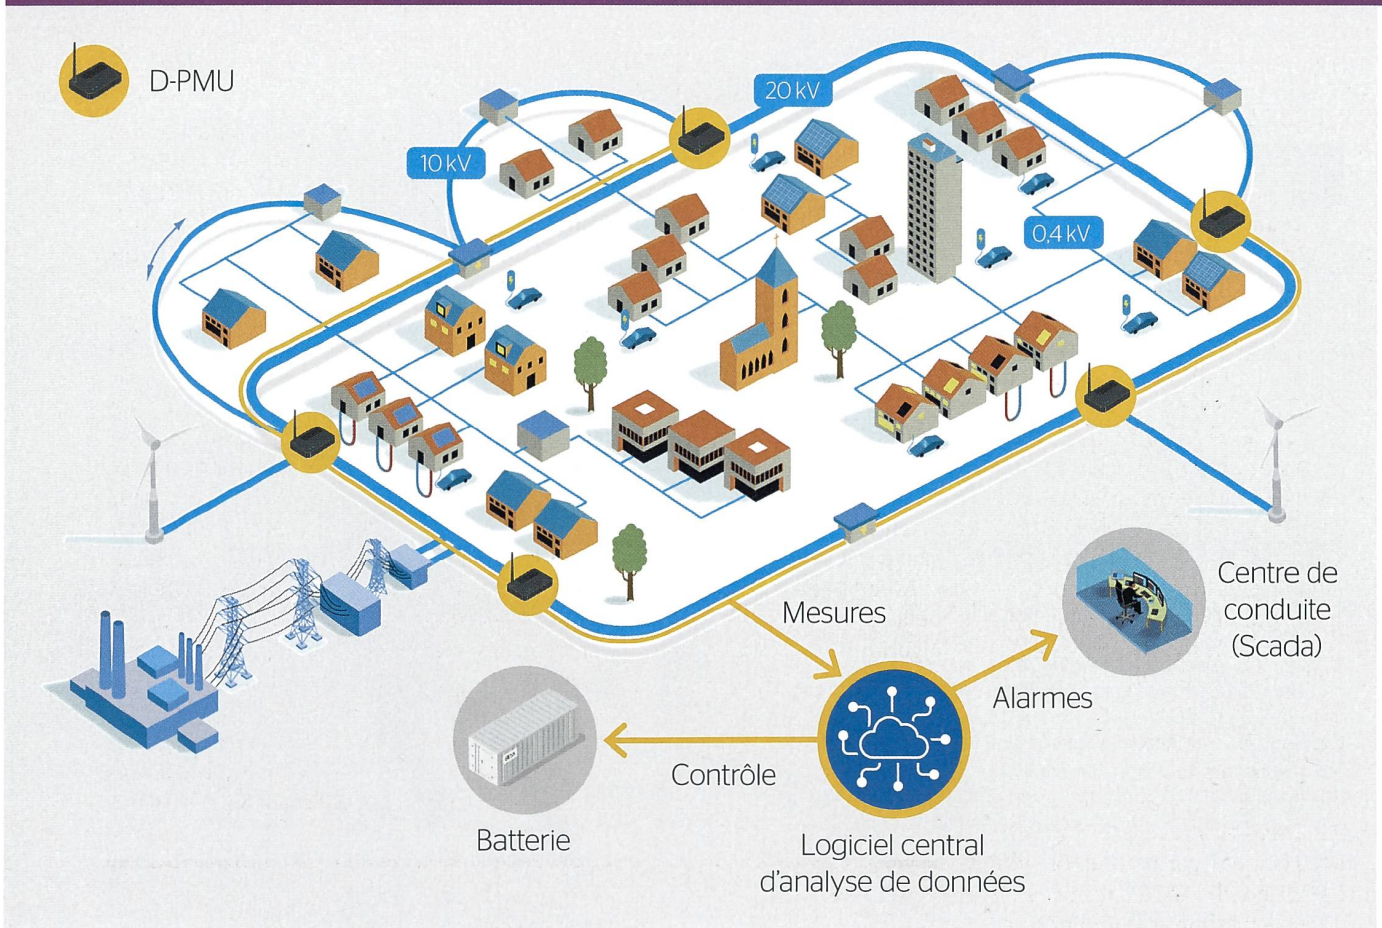 D-PMU
20 kV
10 kV
0,4 kV
Mesures
Centre de
conduite
(Scada)
Alarmes
Contrôle
Batterie
Logiciel central
d'analyse de données